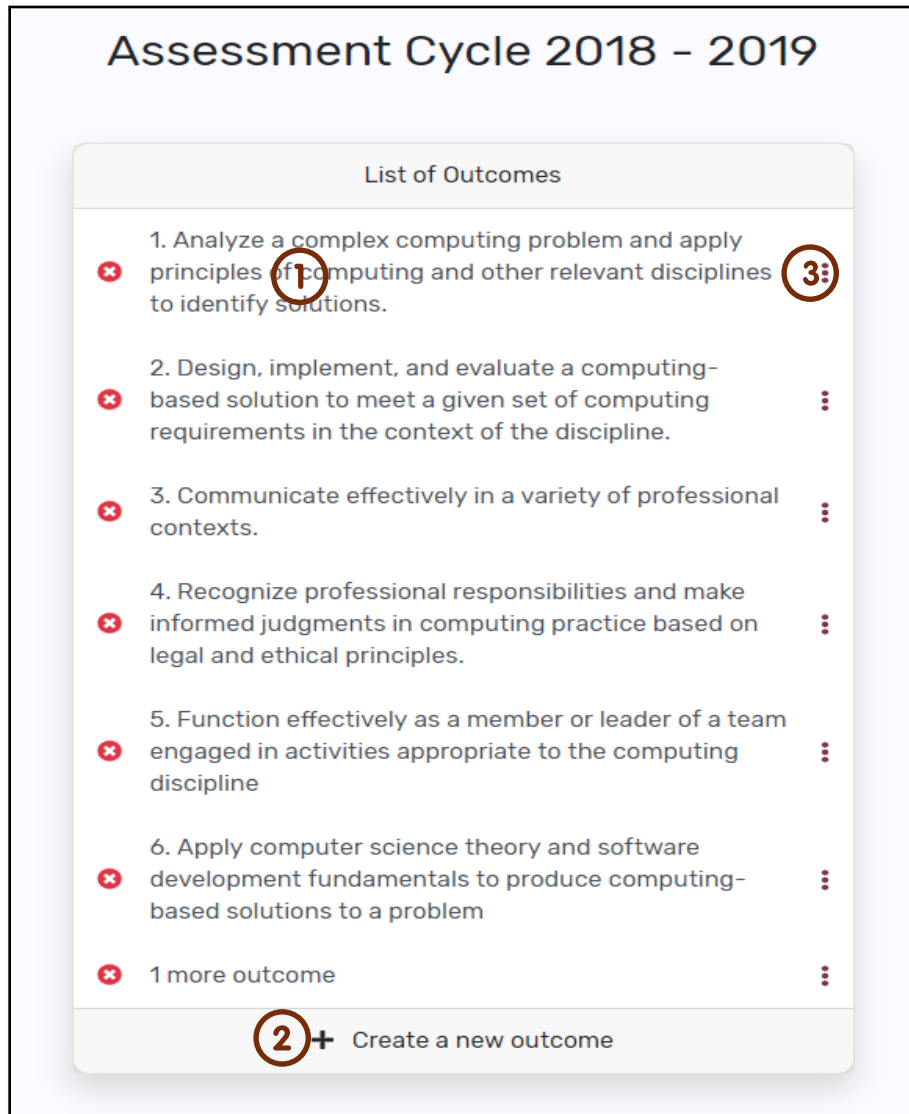 Assessment Cycle 2018 - 2019
List of Outcomes
1. Analyze a complex computing problem and apply
principles of computing and other relevant disciplines
to identify solutions.
1
3
2. Design, implement, and evaluate a computing-
based solution to meet a given set of computing
requirements in the context of the discipline.
3. Communicate effectively in a variety of professional
contexts.
4. Recognize professional responsibilities and make
informed judgments in computing practice based on
legal and ethical principles.
5. Function effectively as a member or leader of a team
engaged in activities appropriate to the computing
discipline
6. Apply computer science theory and software
development fundamentals to produce computing-
based solutions to a problem
1 more outcome
2
+ Create a new outcome